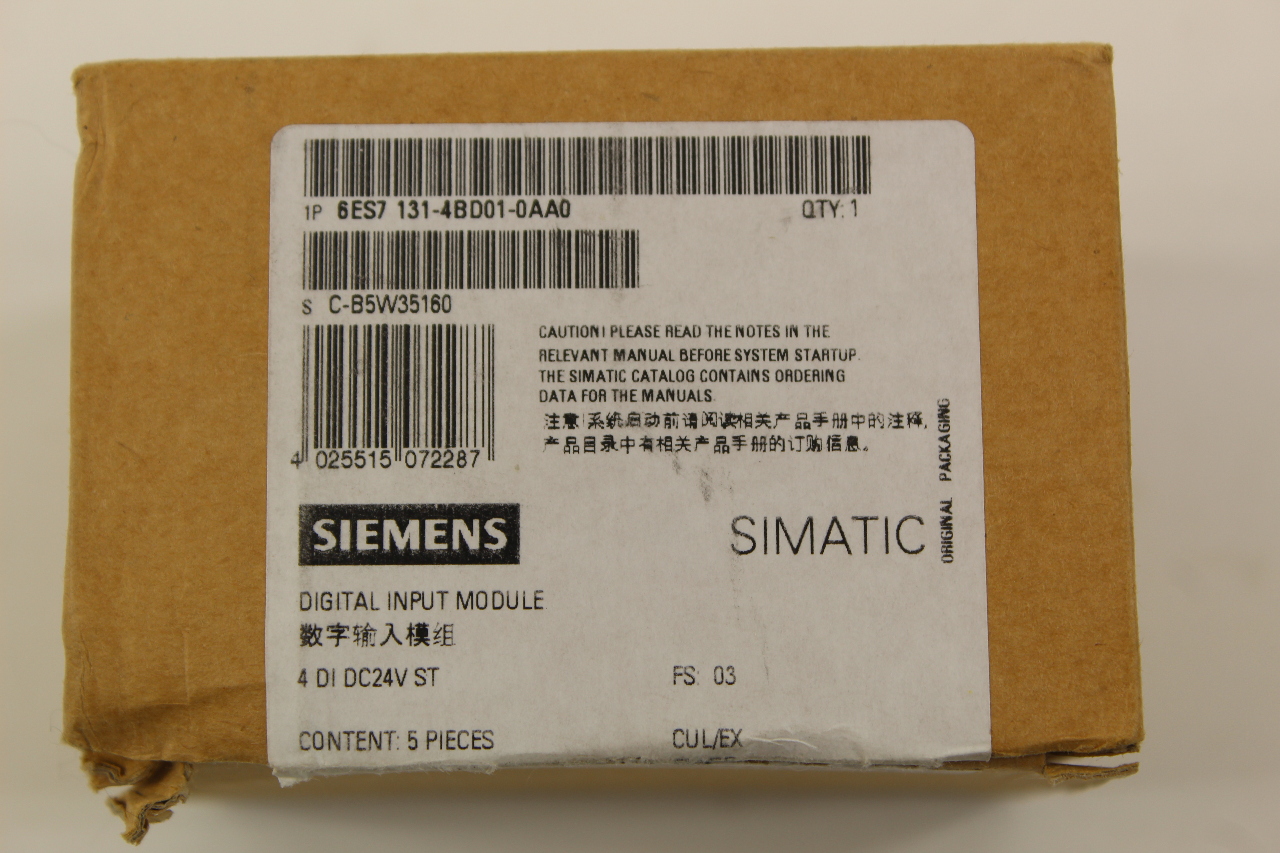 1P 6ES7 131-4BD01-0AA0 QTY: 1
S C-B5W35160
CAUTION! PLEASE READ THE NOTES IN THE
RELEVANT MANUAL BEFORE SYSTEM STARTUP.
THE SIMATIC CATALOG CONTAINS ORDERING
DATA FOR THE MANUALS.
注意!系统启动前请阅读相关产品手册中的注释,
产品目录中有相关产品手册的订购信息。
4 025515 072287
ORIGINAL PACKAGING
SIEMENS SIMATIC
DIGITAL INPUT MODULE
数字输入模组
4 DI DC24V ST FS: 03
CONTENT: 5 PIECES CUL/EX